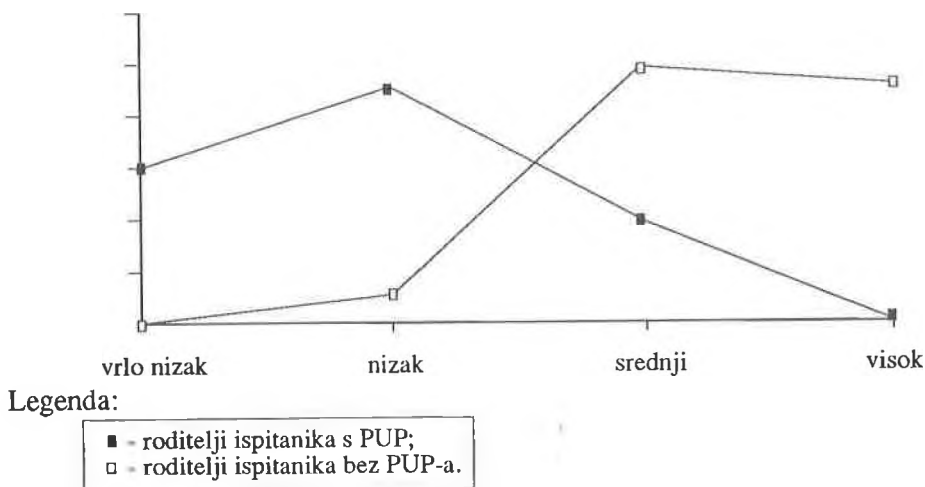 vrlo nizak nizak srednji visok
Legenda:
■ - roditelji ispitanika s PUP;
□ - roditelji ispitanika bez PUP-a.